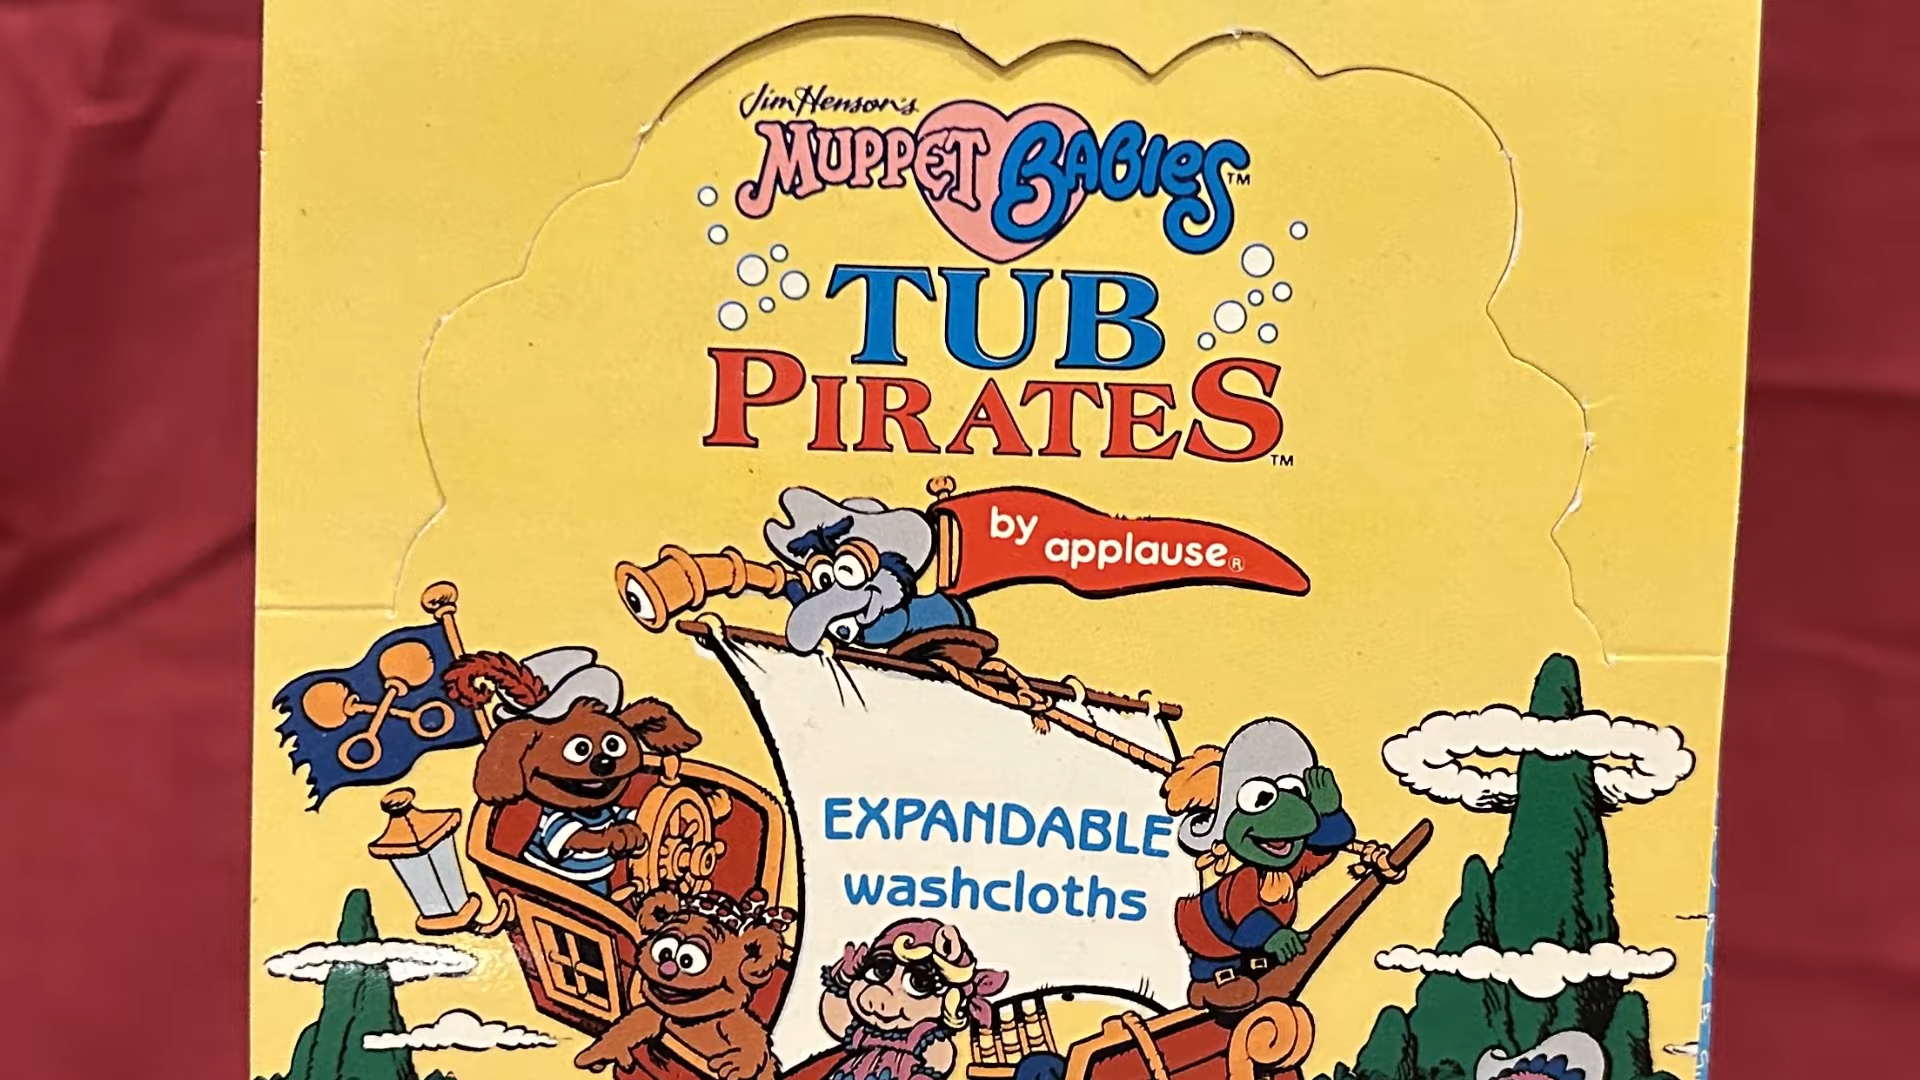 Jim Henson's
MUPPET BABIES™
TUB
PIRATES™
by applause®
EXPANDABLE
washcloths